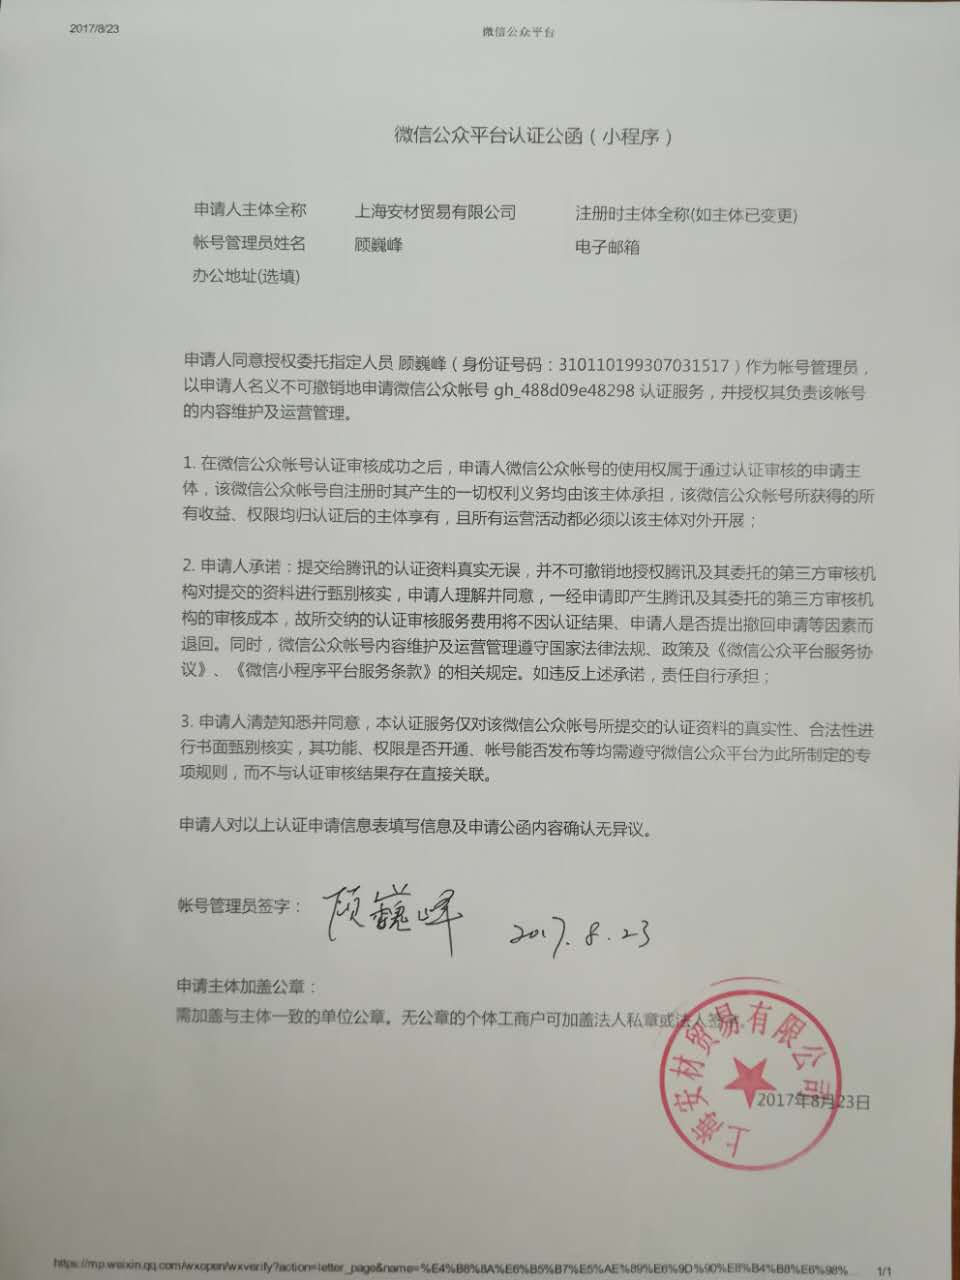 2017/8/23 微信公众平台
微信公众平台认证公函（小程序）
申请人主体全称 上海安材贸易有限公司 注册时主体全称(如主体已变更)
帐号管理员姓名 顾巍峰 电子邮箱
办公地址(选填)
申请人同意授权委托指定人员 顾巍峰（身份证号码：310110199307031517）作为帐号管理员，
以申请人名义不可撤销地申请微信公众帐号 gh_488d09e48298 认证服务，并授权其负责该帐号
的内容维护及运营管理。
1. 在微信公众帐号认证审核成功之后，申请人微信公众帐号的使用权属于通过认证审核的申请主
体，该微信公众帐号自注册时其产生的一切权利义务均由该主体承担，该微信公众帐号所获得的所
有收益、权限均归认证后的主体享有，且所有运营活动都必须以该主体对外开展；
2. 申请人承诺：提交给腾讯的认证资料真实无误，并不可撤销地授权腾讯及其委托的第三方审核机
构对提交的资料进行甄别核实，申请人理解并同意，一经申请即产生腾讯及其委托的第三方审核机
构的审核成本，故所交纳的认证审核服务费用将不因认证结果、申请人是否提出撤回申请等因素而
退回。同时，微信公众帐号内容维护及运营管理遵守国家法律法规、政策及《微信公众平台服务协
议》、《微信小程序平台服务条款》的相关规定。如违反上述承诺，责任自行承担；
3. 申请人清楚知悉并同意，本认证服务仅对该微信公众帐号所提交的认证资料的真实性、合法性进
行书面甄别核实，其功能、权限是否开通、帐号能否发布等均需遵守微信公众平台为此所制定的专
项规则，而不与认证审核结果存在直接关联。
申请人对以上认证申请信息表填写信息及申请公函内容确认无异议。
帐号管理员签字： 顾巍峰 2017.8.23
申请主体加盖公章：
需加盖与主体一致的单位公章。无公章的个体工商户可加盖法人私章或法人签字。
上海安材贸易有限公司
2017年8月23日
https://mp.weixin.qq.com/wxopen/wxverify?action=letter_page&name=%E4%B8%8A%E6%B5%B7%E5%AE%89%E6%9D%90%E8%B4%B8%E6%98%... 1/1